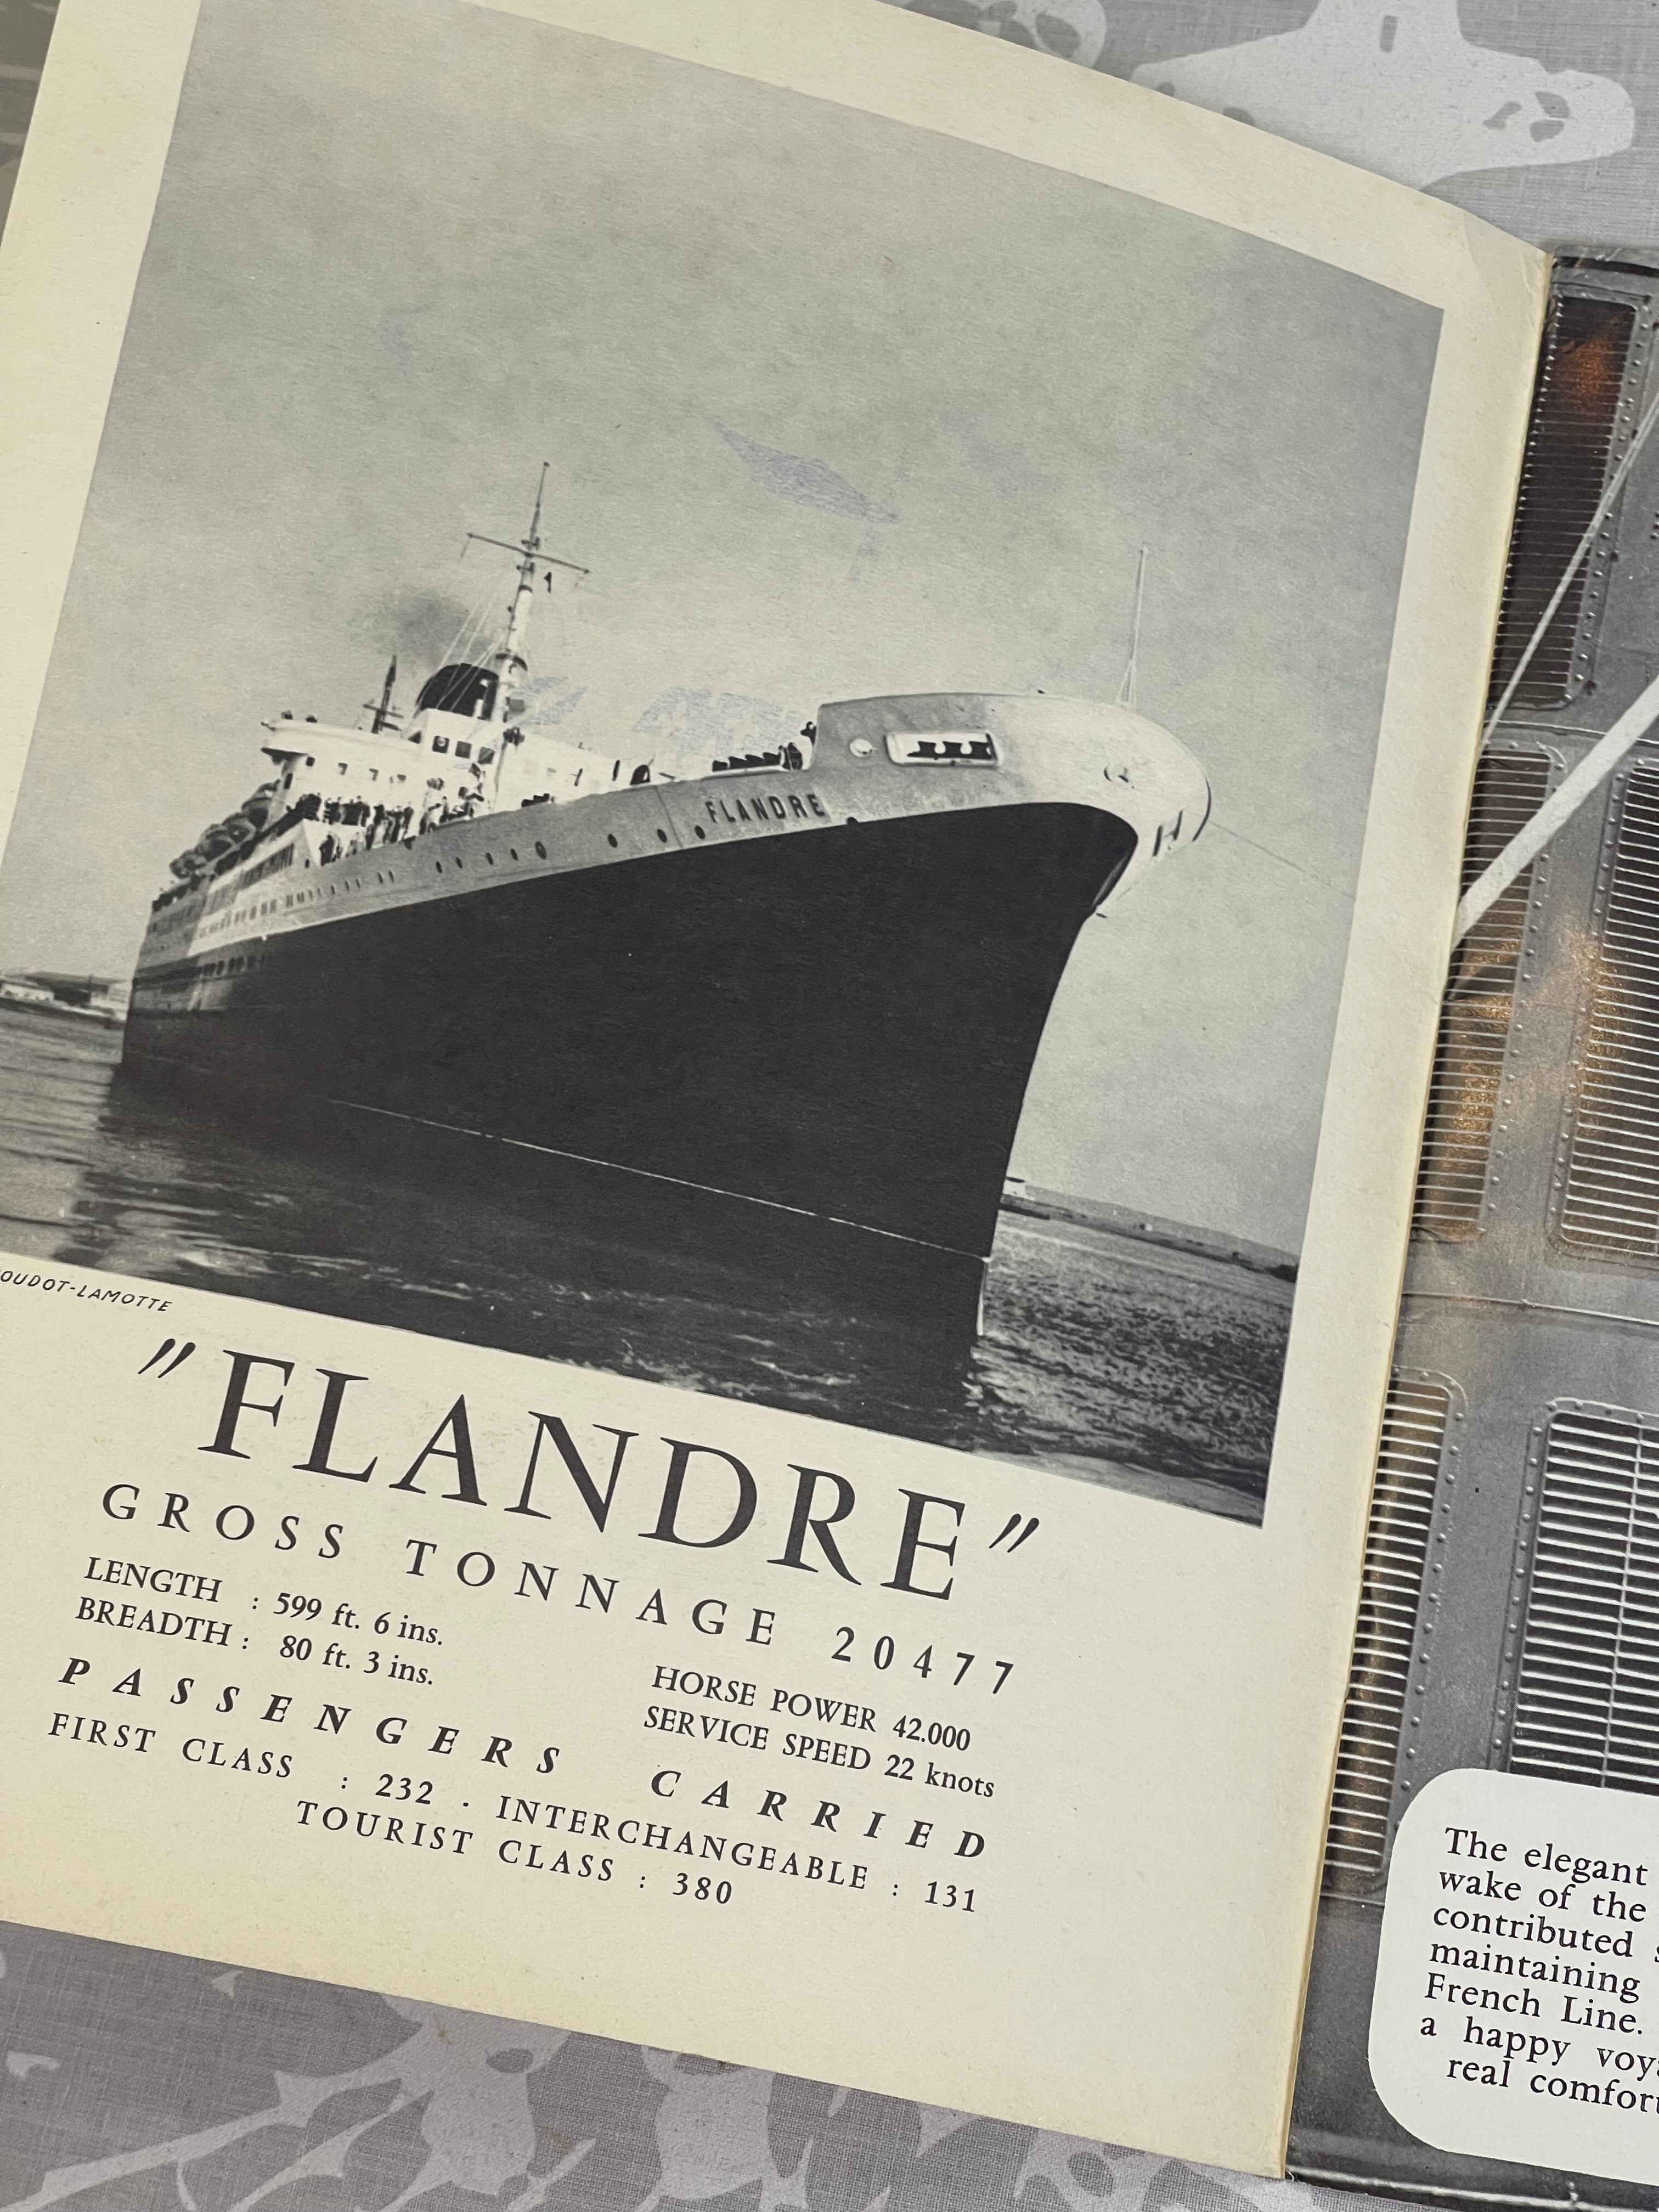 FLANDRE
OUDOT-LAMOTTE
"FLANDRE"
GROSS TONNAGE 20477
LENGTH : 599 ft. 6 ins.
BREADTH : 80 ft. 3 ins.
HORSE POWER 42.000
SERVICE SPEED 22 knots
PASSENGERS CARRIED
FIRST CLASS : 232 . INTERCHANGEABLE : 131
TOURIST CLASS : 380
The elegant
wake of the
contributed
maintaining
French Line.
a happy
real